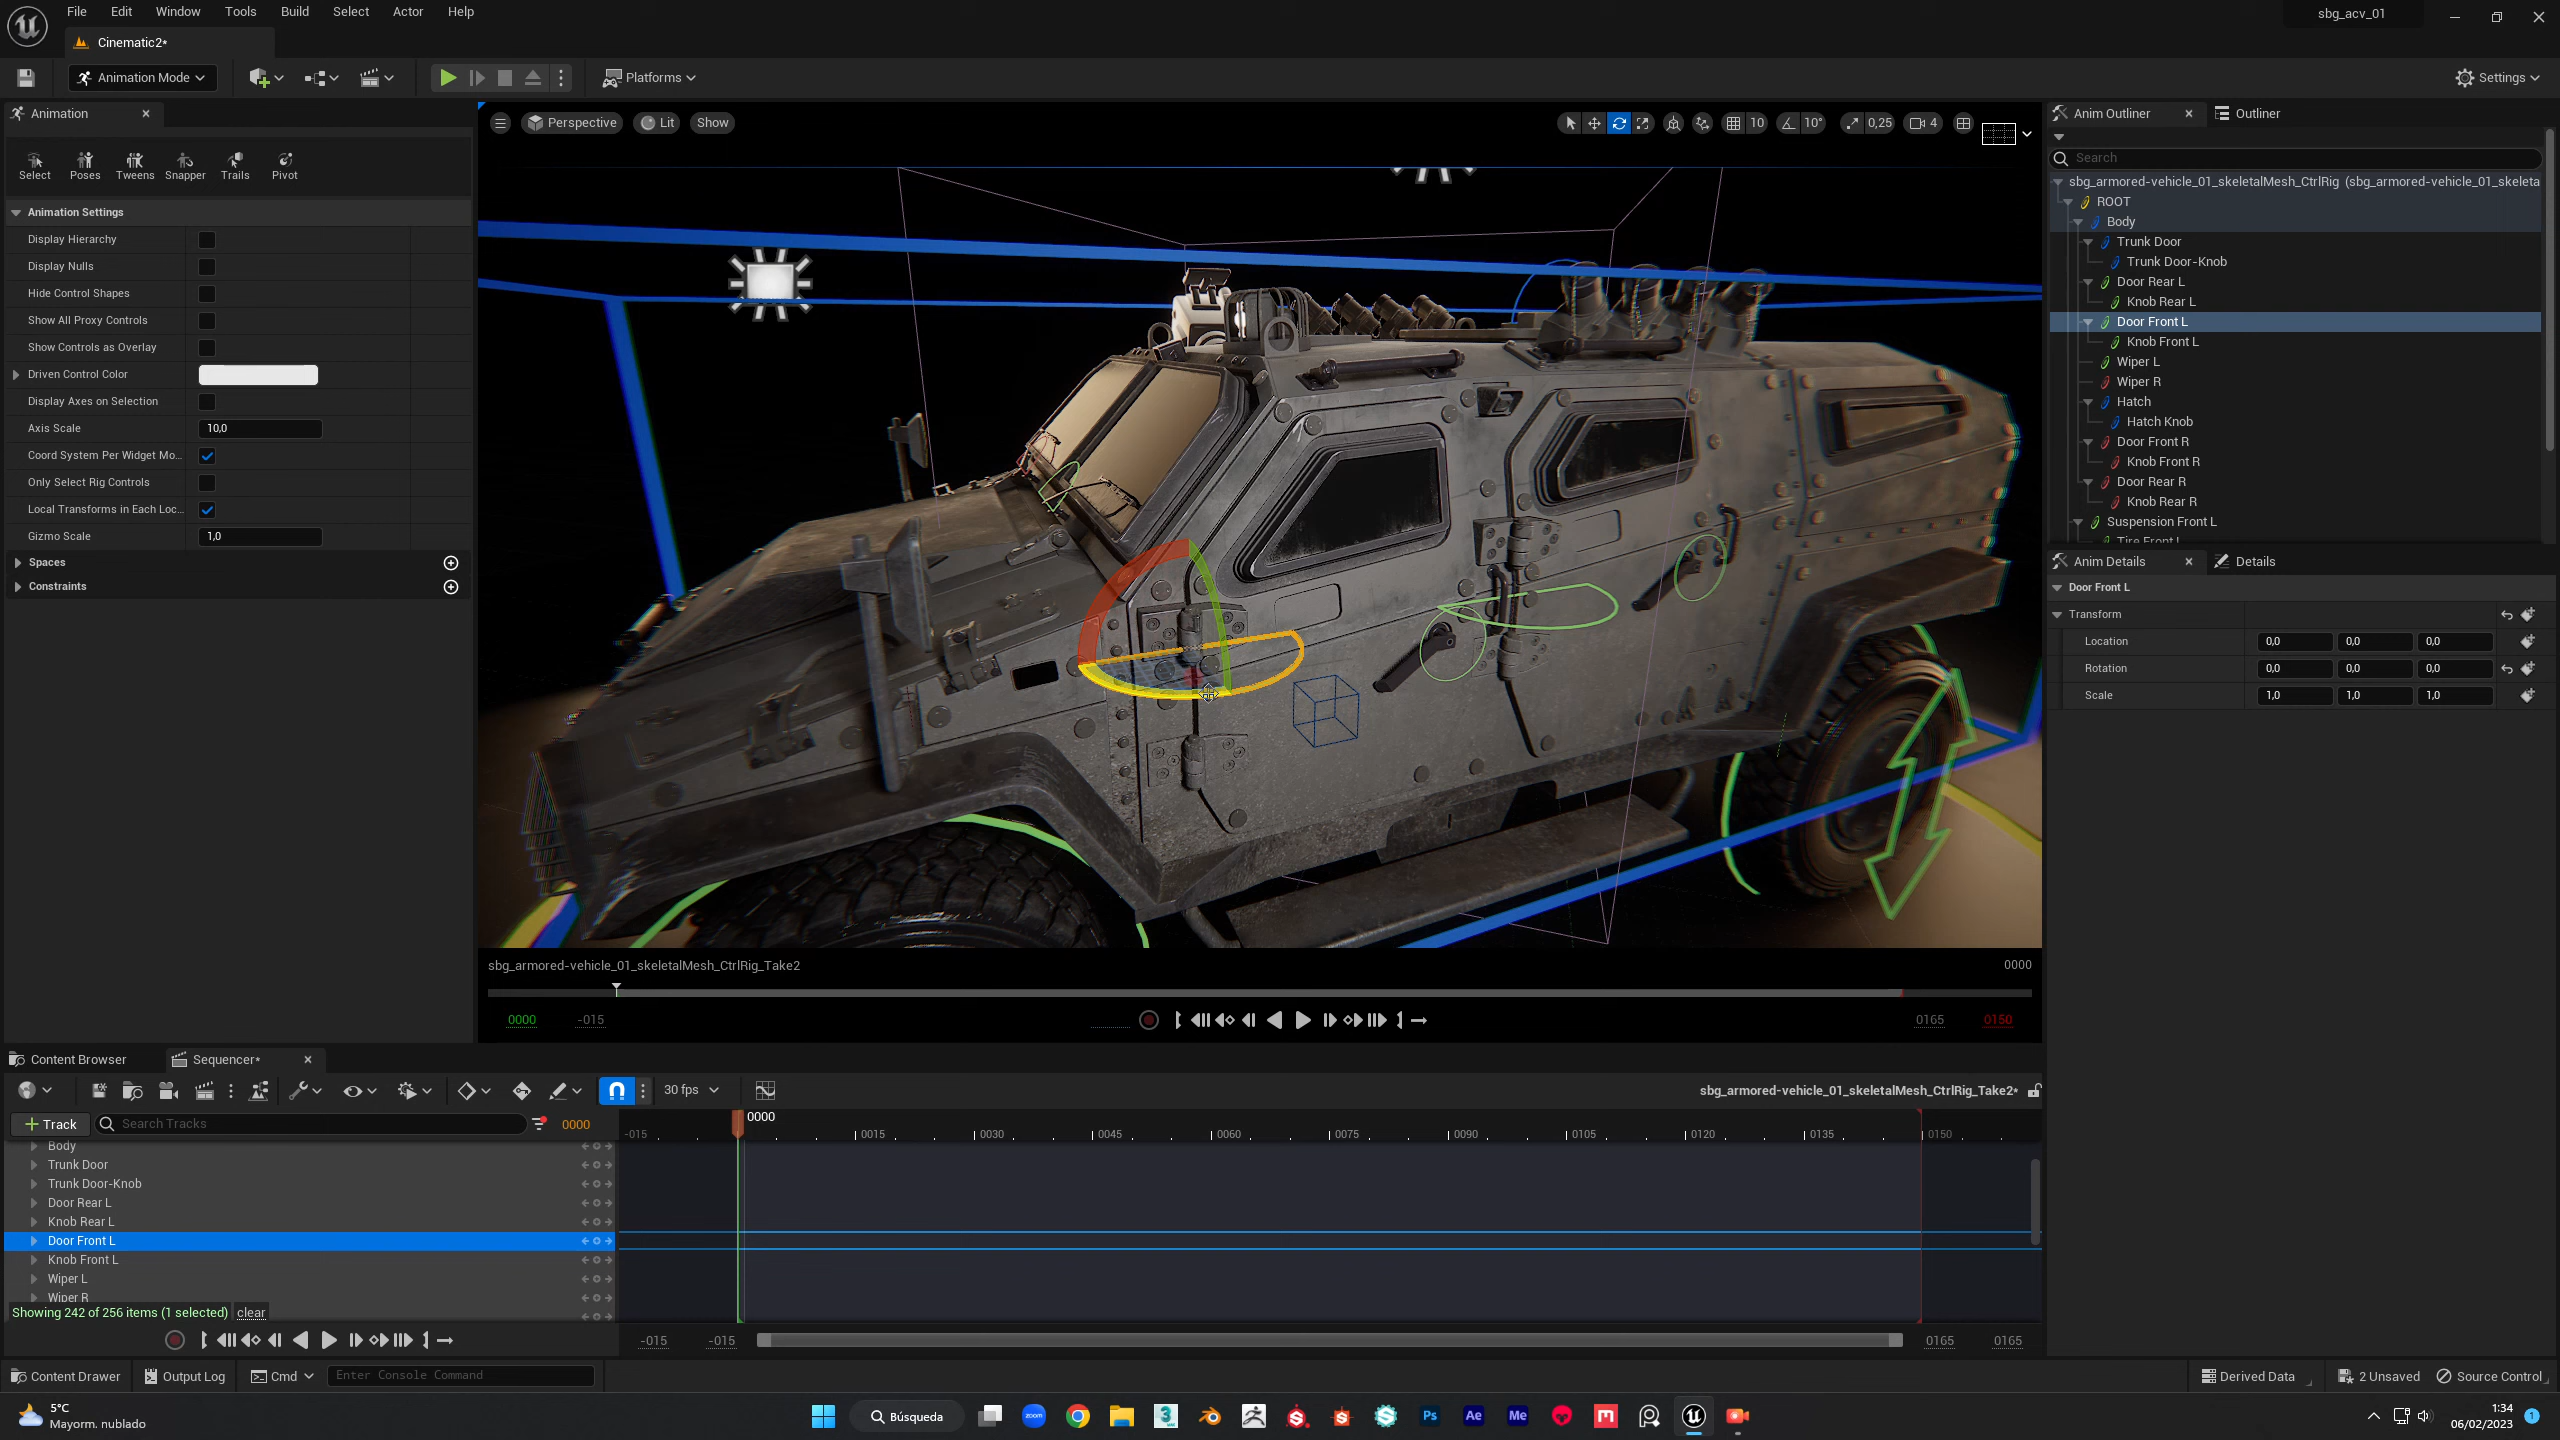 File Edit Window Tools Build Select Actor Help
sbg_acv_01
Cinematic2*
Animation Mode
Platforms
Settings
Animation
Select Poses Tweens Snapper Trails Pivot
Animation Settings
Display Hierarchy
Display Nulls
Hide Control Shapes
Show All Proxy Controls
Show Controls as Overlay
Driven Control Color
Display Axes on Selection
Axis Scale 10,0
Coord System Per Widget Mo...
Only Select Rig Controls
Local Transforms in Each Loc...
Gizmo Scale 1,0
Spaces
Constraints
Perspective Lit Show
10 10° 0,25 4
Anim Outliner Outliner
Search
sbg_armored-vehicle_01_skeletalMesh_CtrlRig (sbg_armored-vehicle_01_skeleta
ROOT
Body
Trunk Door
Trunk Door-Knob
Door Rear L
Knob Rear L
Door Front L
Knob Front L
Wiper L
Wiper R
Hatch
Hatch Knob
Door Front R
Knob Front R
Door Rear R
Knob Rear R
Suspension Front L
Tire Front L
Anim Details Details
Door Front L
Transform
Location 0,0 0,0 0,0
Rotation 0,0 0,0 0,0
Scale 1,0 1,0 1,0
sbg_armored-vehicle_01_skeletalMesh_CtrlRig_Take2
0000
0000 -015
0165 0150
Content Browser Sequencer*
30 fps
sbg_armored-vehicle_01_skeletalMesh_CtrlRig_Take2*
Track
Search Tracks
0000
0000
-015 0015 0030 0045 0060 0075 0090 0105 0120 0135 0150
Body
Trunk Door
Trunk Door-Knob
Door Rear L
Knob Rear L
Door Front L
Knob Front L
Wiper L
Wiper R
Showing 242 of 256 items (1 selected) clear
-015 -015 0165 0165
Content Drawer Output Log Cmd Enter Console Command
Derived Data 2 Unsaved Source Control
5°C
Mayorm. nublado
Búsqueda
zoom
3
Ps Ae Me
1:34
06/02/2023
1